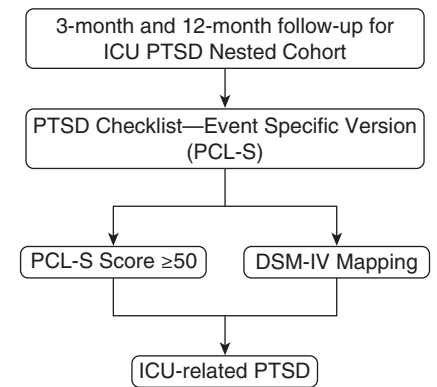 3-month and 12-month follow-up for
ICU PTSD Nested Cohort
PTSD Checklist—Event Specific Version
(PCL-S)
PCL-S Score ≥50
DSM-IV Mapping
ICU-related PTSD